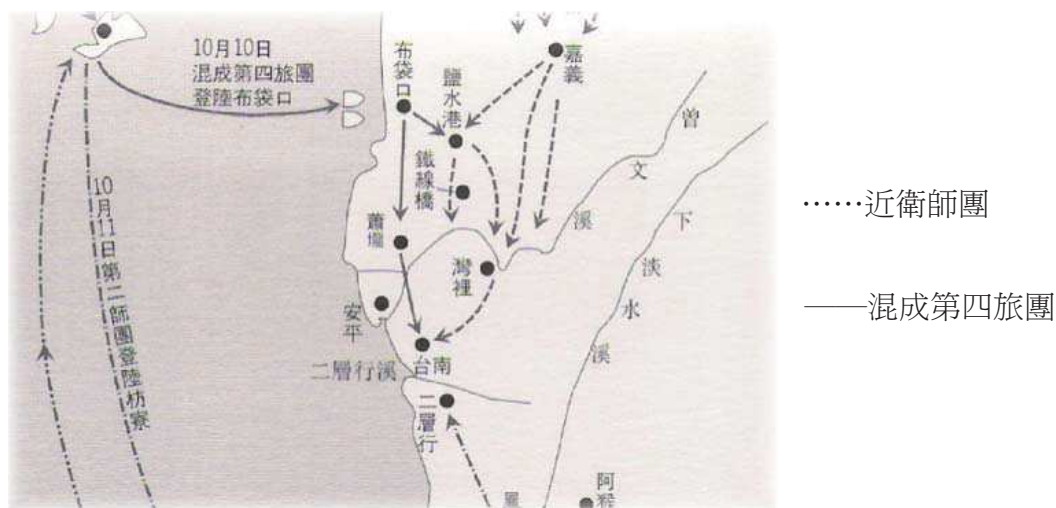 10月10日
混成第四旅團
登陸布袋口
布袋口
鹽水港
嘉義
鐵線橋
曾文溪
下淡水溪
10月11日第二師團登陸枋寮
蕭壠
灣裡
安平
台南
二層行溪
二層行
阿猴
……近衛師團
——混成第四旅團